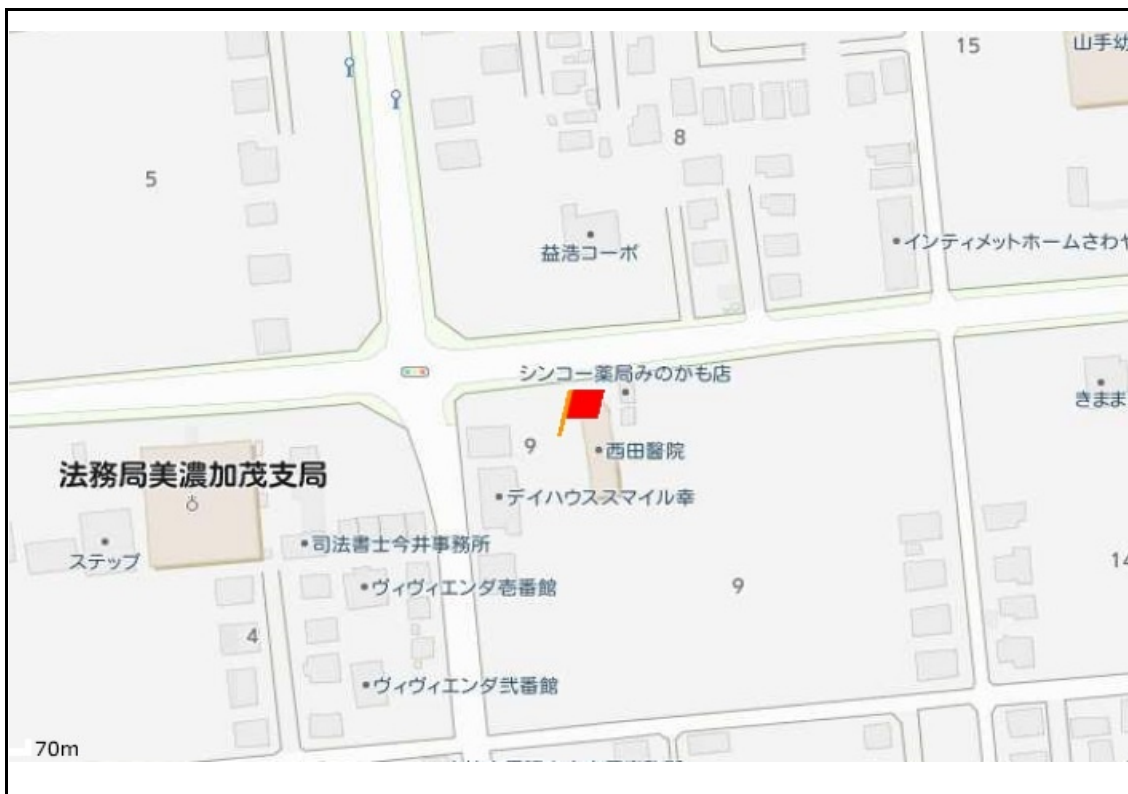 15
山手幼
5
8
益浩コーポ
インティメットホームさわや
シンコー薬局みのかも店
きまま
9
西田醫院
法務局美濃加茂支局
デイハウススマイル幸
司法書士今井事務所
ステップ
ヴィヴィエンダ壱番館
9
14
4
ヴィヴィエンダ弐番館
70m